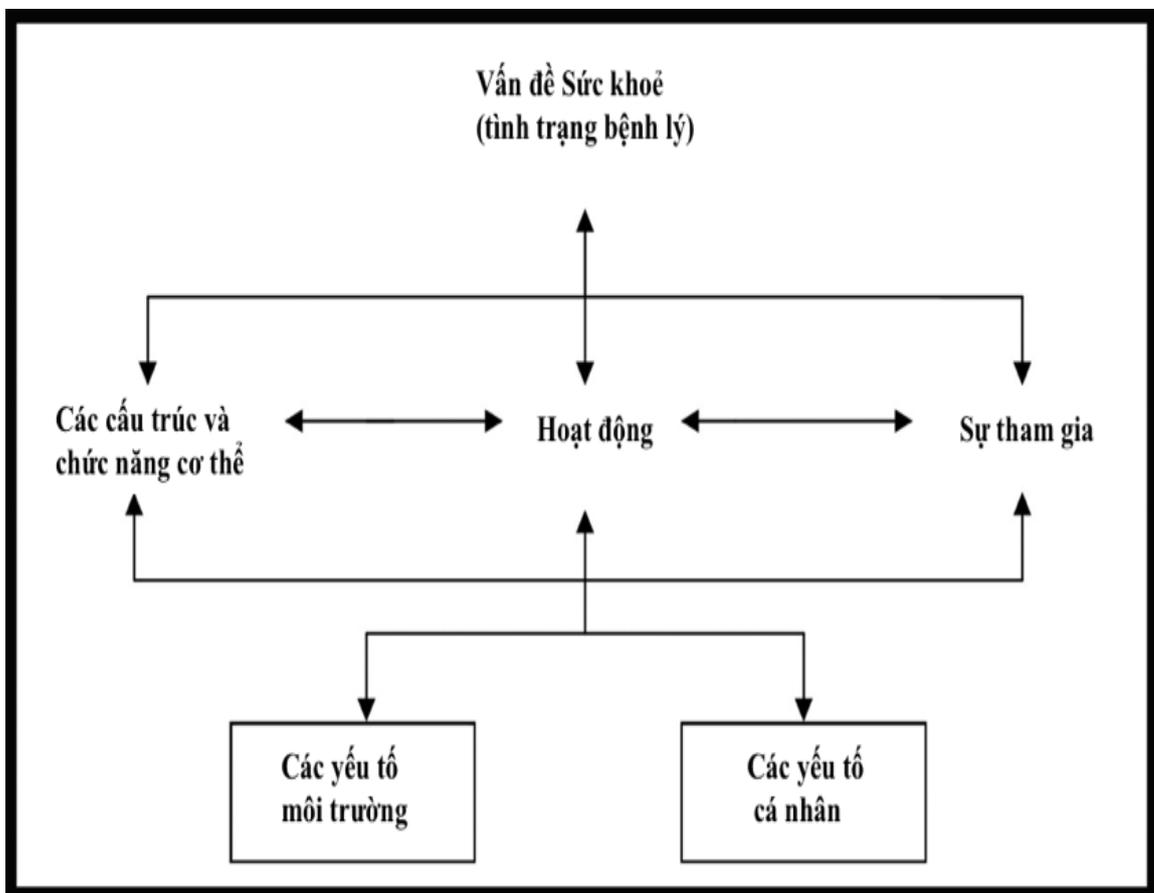 Vấn đề Sức khoẻ
(tình trạng bệnh lý)
Các cấu trúc và
chức năng cơ thể
Hoạt động
Sự tham gia
Các yếu tố
môi trường
Các yếu tố
cá nhân